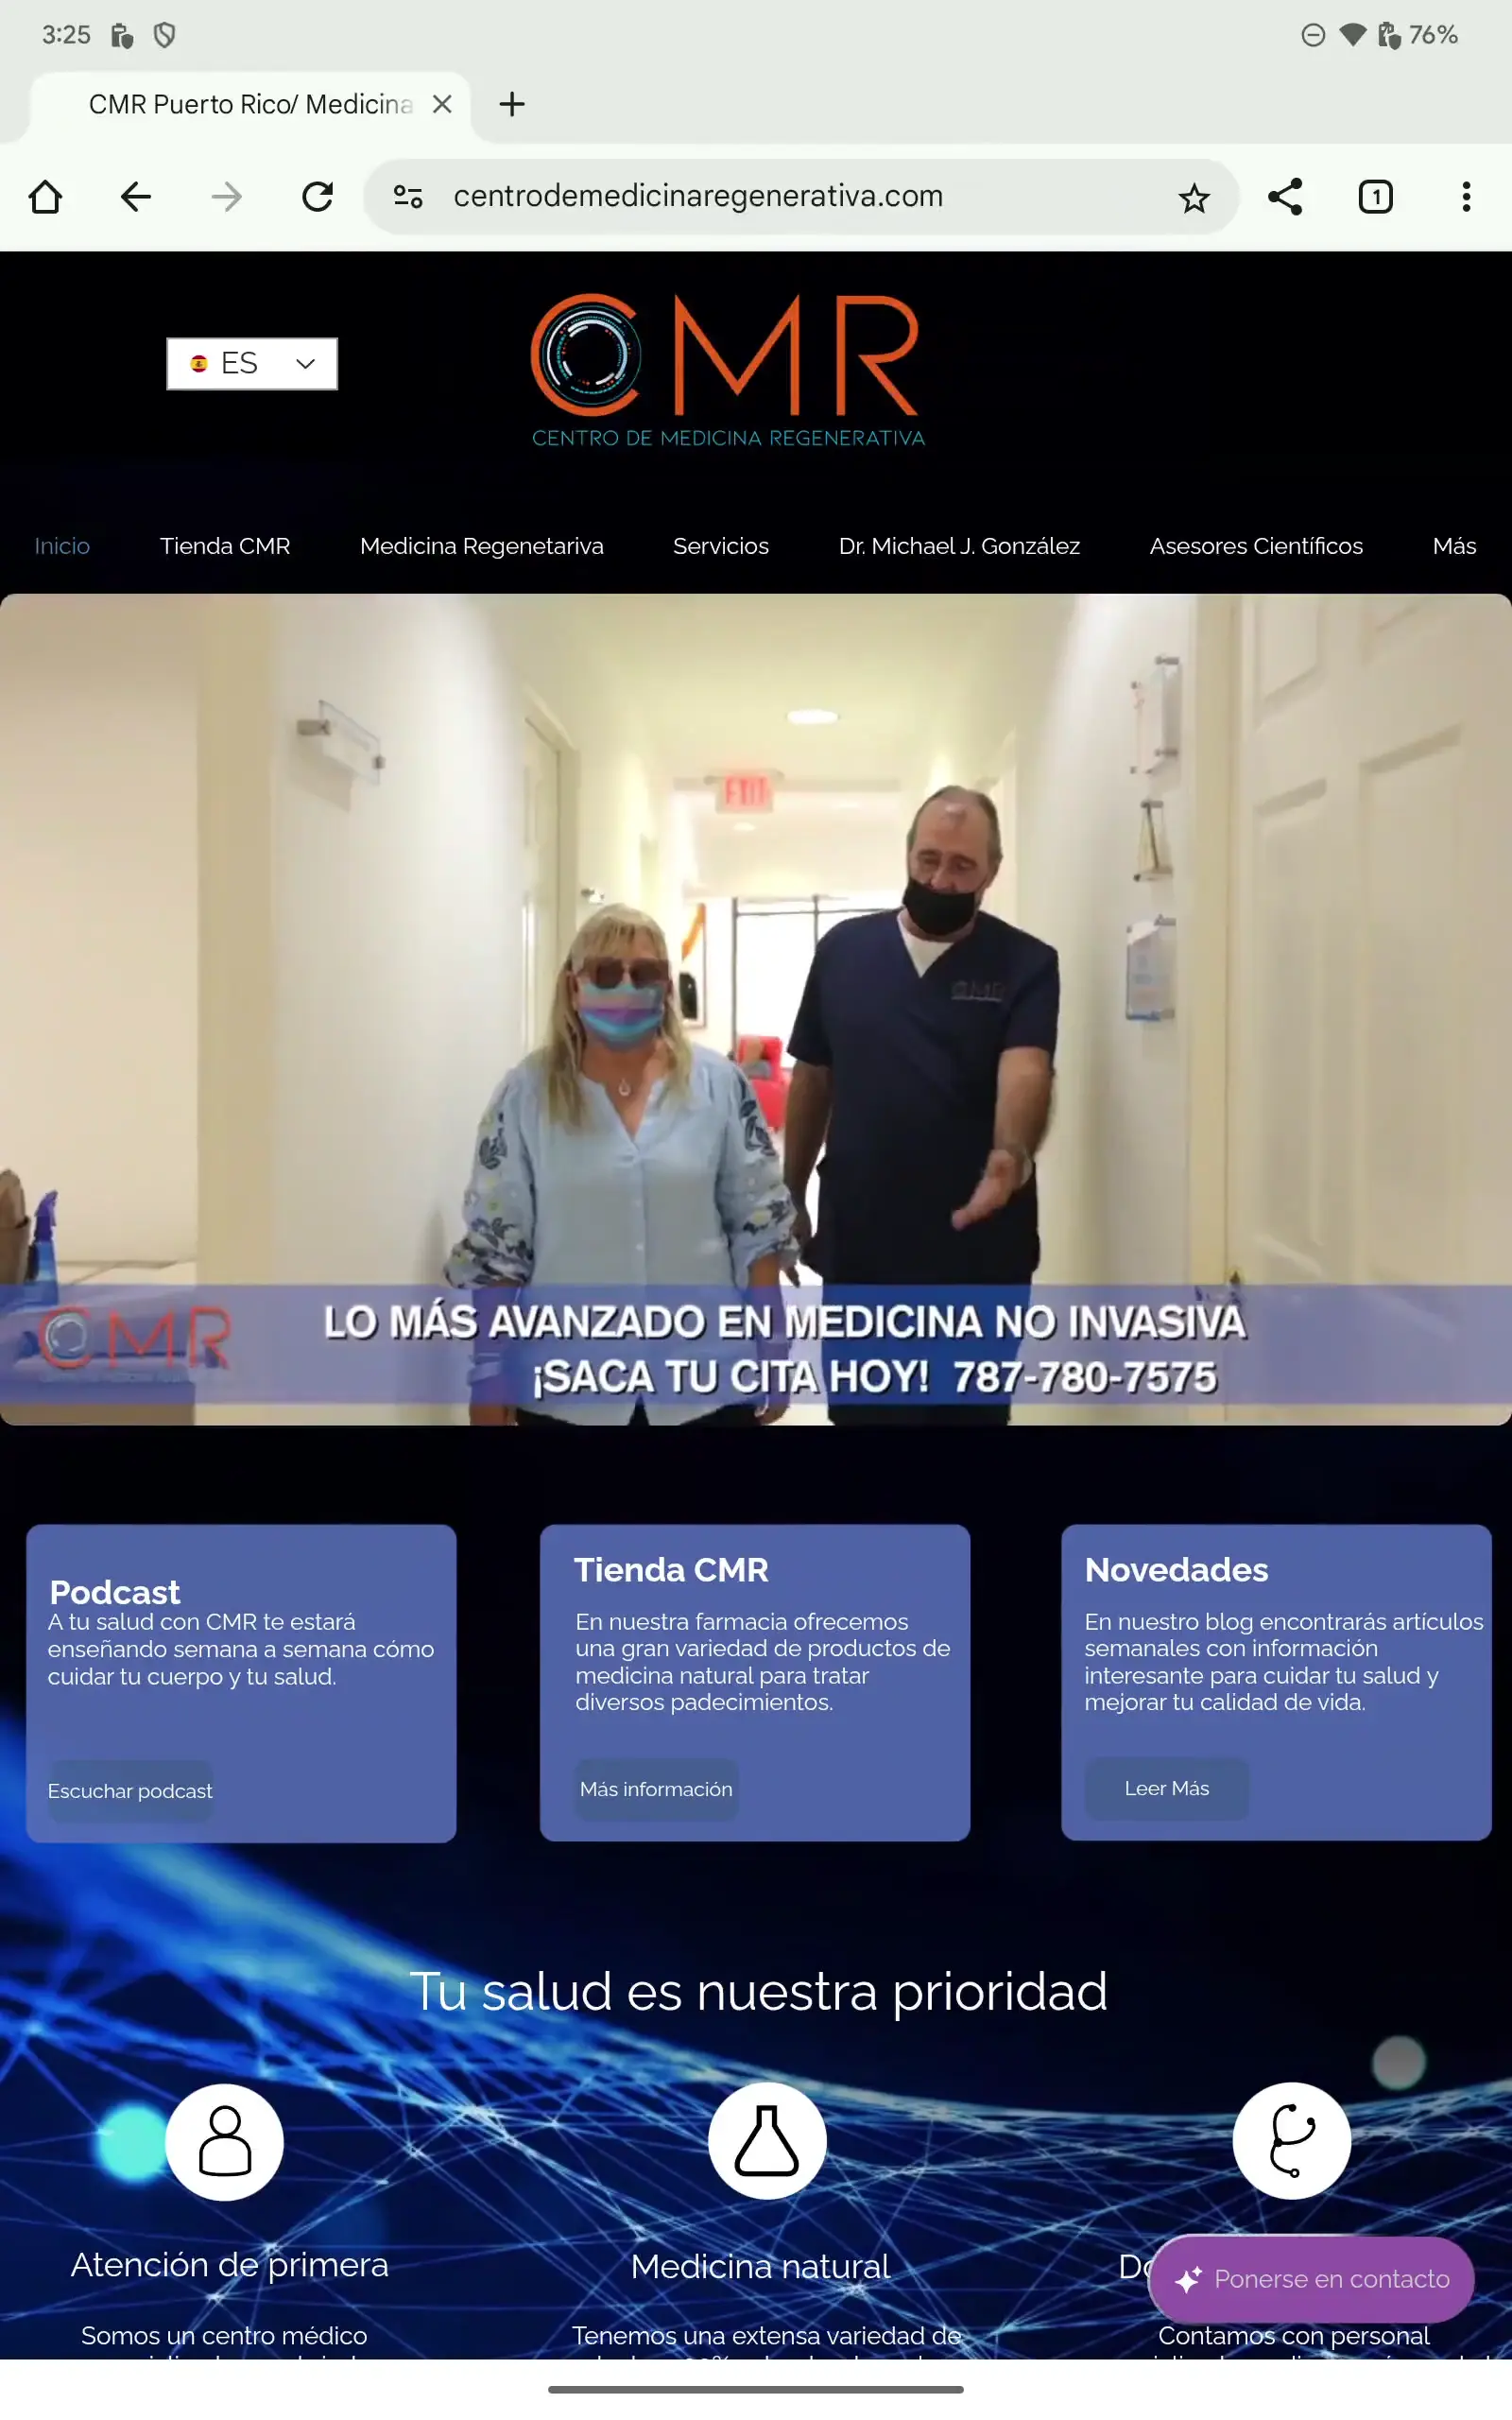 3:25
76%
CMR Puerto Rico/ Medicina
centrodemedicinaregenerativa.com
1
ES
CMR
CENTRO DE MEDICINA REGENERATIVA
Inicio Tienda CMR Medicina Regenetariva Servicios Dr. Michael J. González Asesores Científicos Más
EXIT
CMR
CMR
LO MÁS AVANZADO EN MEDICINA NO INVASIVA
¡SACA TU CITA HOY! 787-780-7575
Podcast
A tu salud con CMR te estará
enseñando semana a semana cómo
cuidar tu cuerpo y tu salud.
Escuchar podcast
Tienda CMR
En nuestra farmacia ofrecemos
una gran variedad de productos de
medicina natural para tratar
diversos padecimientos.
Más información
Novedades
En nuestro blog encontrarás artículos
semanales con información
interesante para cuidar tu salud y
mejorar tu calidad de vida.
Leer Más
Tu salud es nuestra prioridad
Atención de primera
Somos un centro médico
Medicina natural
Tenemos una extensa variedad de
Ponerse en contacto
Contamos con personal